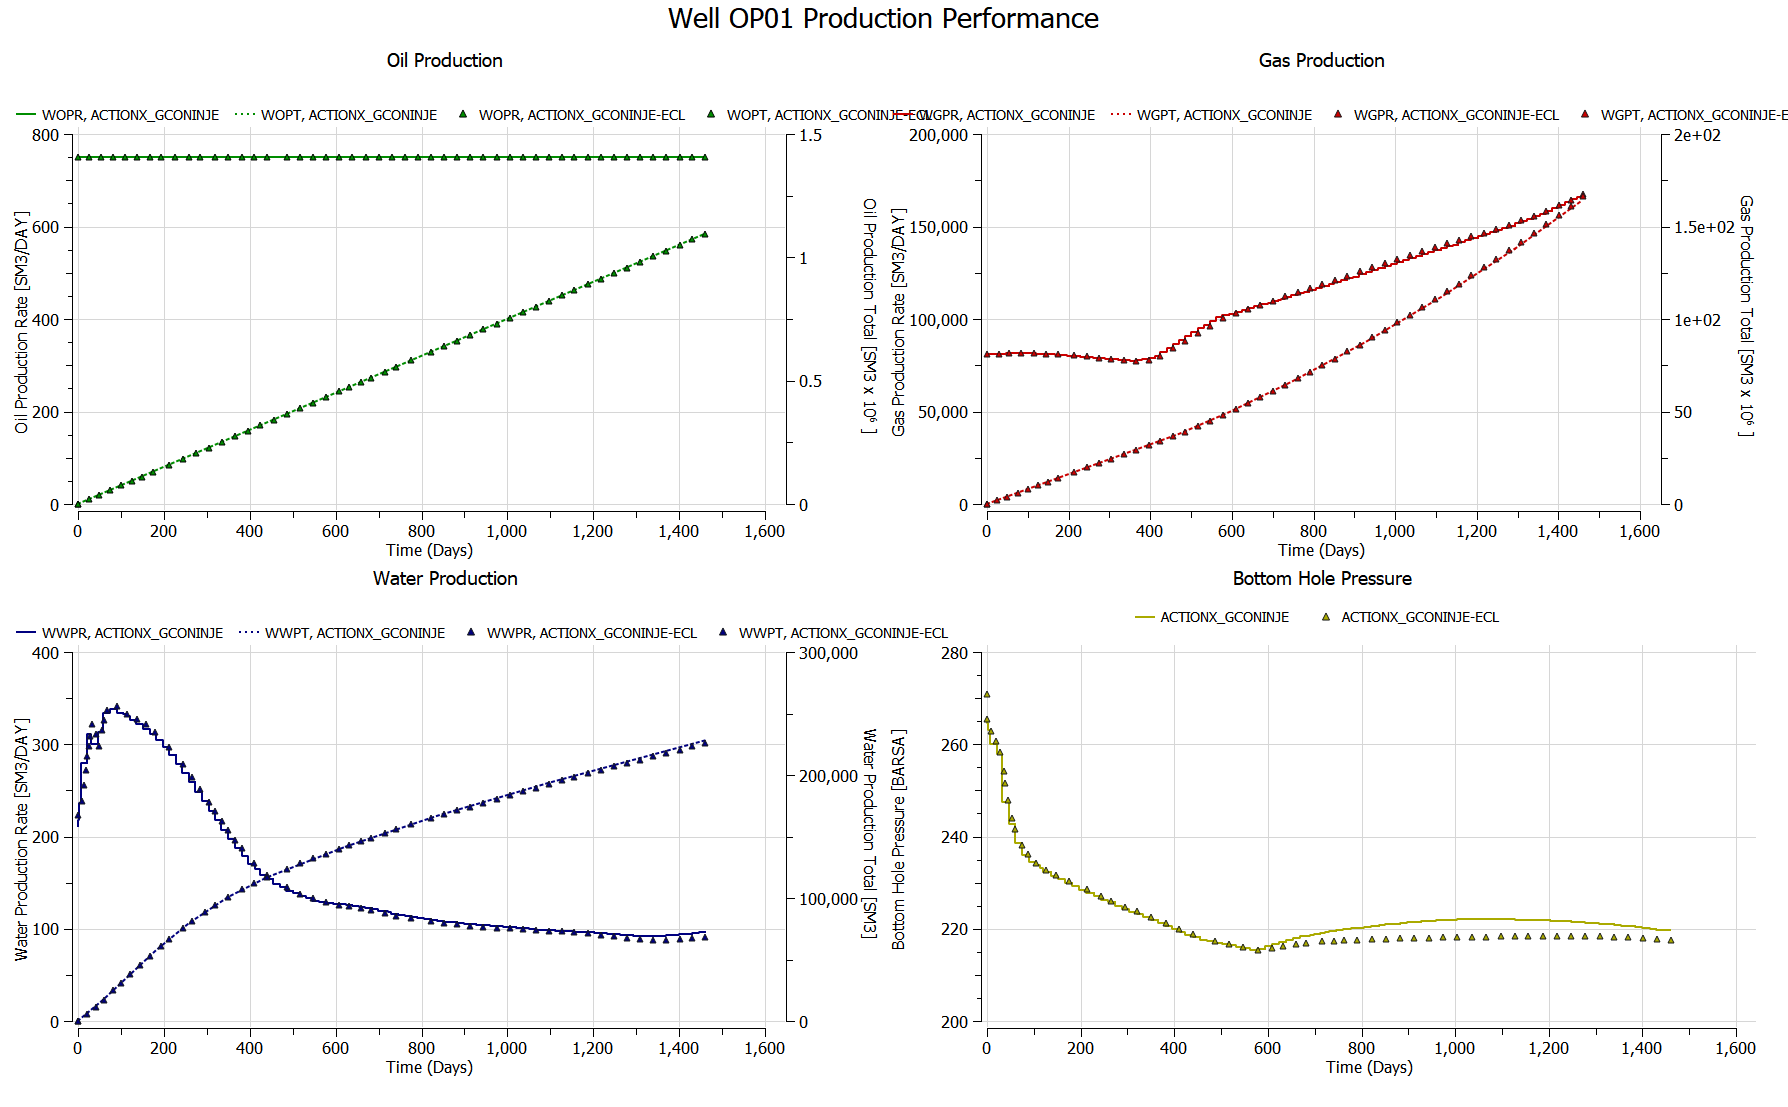 Well OP01 Production Performance
Oil Production
WOPR, ACTIONX_GCONINJE WOPT, ACTIONX_GCONINJE WOPR, ACTIONX_GCONINJE-ECL WOPT, ACTIONX_GCONINJE-ECL
800
600
400
200
0
Oil Production Rate [SM3/DAY]
1.5
1
0.5
0
Oil Production Total [SM3 x 10⁶ ]
0 200 400 600 800 1,000 1,200 1,400 1,600
Time (Days)
Gas Production
WGPR, ACTIONX_GCONINJE WGPT, ACTIONX_GCONINJE WGPR, ACTIONX_GCONINJE-ECL WGPT, ACTIONX_GCONINJE-E
200,000
150,000
100,000
50,000
0
Gas Production Rate [SM3/DAY]
2e+02
1.5e+02
1e+02
50
0
Gas Production Total [SM3 x 10⁶ ]
0 200 400 600 800 1,000 1,200 1,400 1,600
Time (Days)
Water Production
WWPR, ACTIONX_GCONINJE WWPT, ACTIONX_GCONINJE WWPR, ACTIONX_GCONINJE-ECL WWPT, ACTIONX_GCONINJE-ECL
400
300
200
100
0
Water Production Rate [SM3/DAY]
300,000
200,000
100,000
0
Water Production Total [SM3]
0 200 400 600 800 1,000 1,200 1,400 1,600
Time (Days)
Bottom Hole Pressure
ACTIONX_GCONINJE ACTIONX_GCONINJE-ECL
280
260
240
220
200
Bottom Hole Pressure [BARSA]
0 200 400 600 800 1,000 1,200 1,400 1,600
Time (Days)